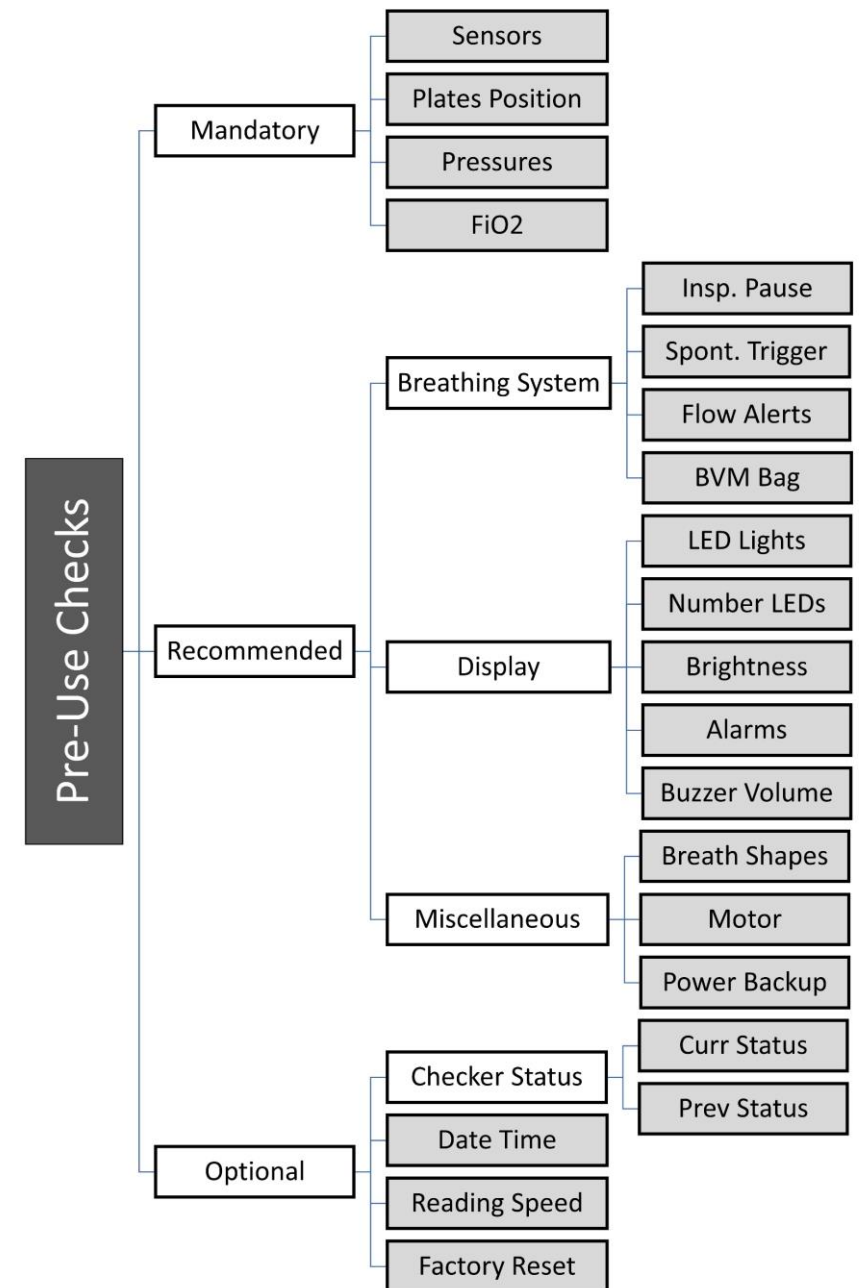 Pre-Use Checks
Mandatory
Sensors
Plates Position
Pressures
FiO2
Recommended
Breathing System
Insp. Pause
Spont. Trigger
Flow Alerts
BVM Bag
Display
LED Lights
Number LEDs
Brightness
Alarms
Buzzer Volume
Miscellaneous
Breath Shapes
Motor
Power Backup
Optional
Checker Status
Curr Status
Prev Status
Date Time
Reading Speed
Factory Reset